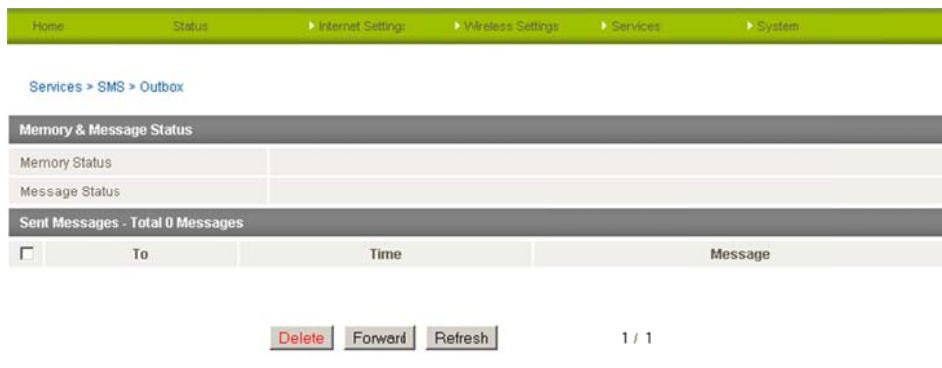 Home Status Internet Settings Wireless Settings Services System
Services > SMS > Outbox
Memory & Message Status
Memory Status
Message Status
Sent Messages - Total 0 Messages
To Time Message
Delete Forward Refresh 1 / 1